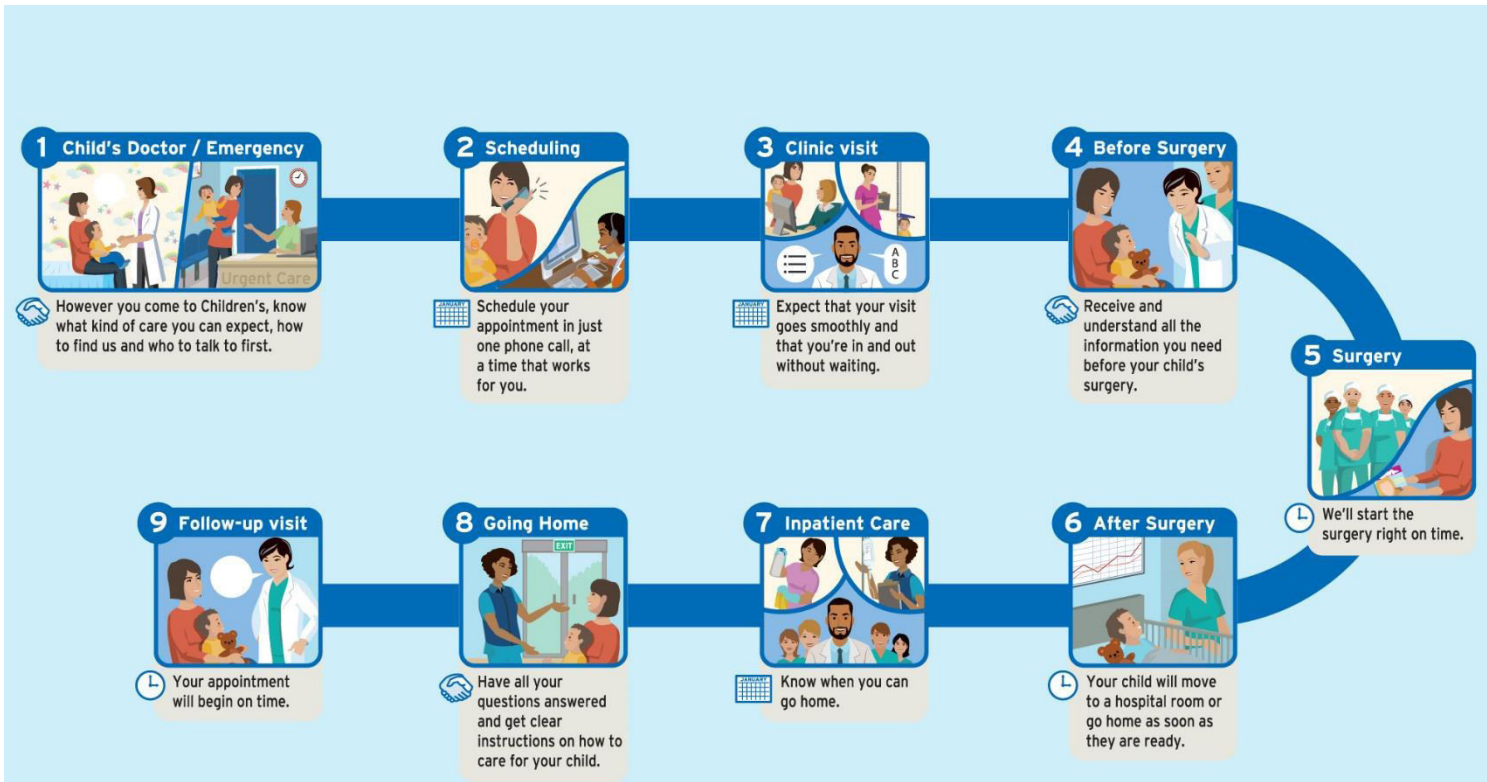 1 Child's Doctor / Emergency
Urgent Care
However you come to Children's, know
what kind of care you can expect, how
to find us and who to talk to first.
2 Scheduling
JANUARY
Schedule your
appointment in just
one phone call, at
a time that works
for you.
3 Clinic visit
A
B
C
JANUARY
Expect that your visit
goes smoothly and
that you're in and out
without waiting.
4 Before Surgery
Receive and
understand all the
information you need
before your child's
surgery.
5 Surgery
We'll start the
surgery right on time.
6 After Surgery
Your child will move
to a hospital room or
go home as soon as
they are ready.
7 Inpatient Care
JANUARY
Know when you can
go home.
8 Going Home
EXIT
Have all your
questions answered
and get clear
instructions on how to
care for your child.
9 Follow-up visit
Your appointment
will begin on time.